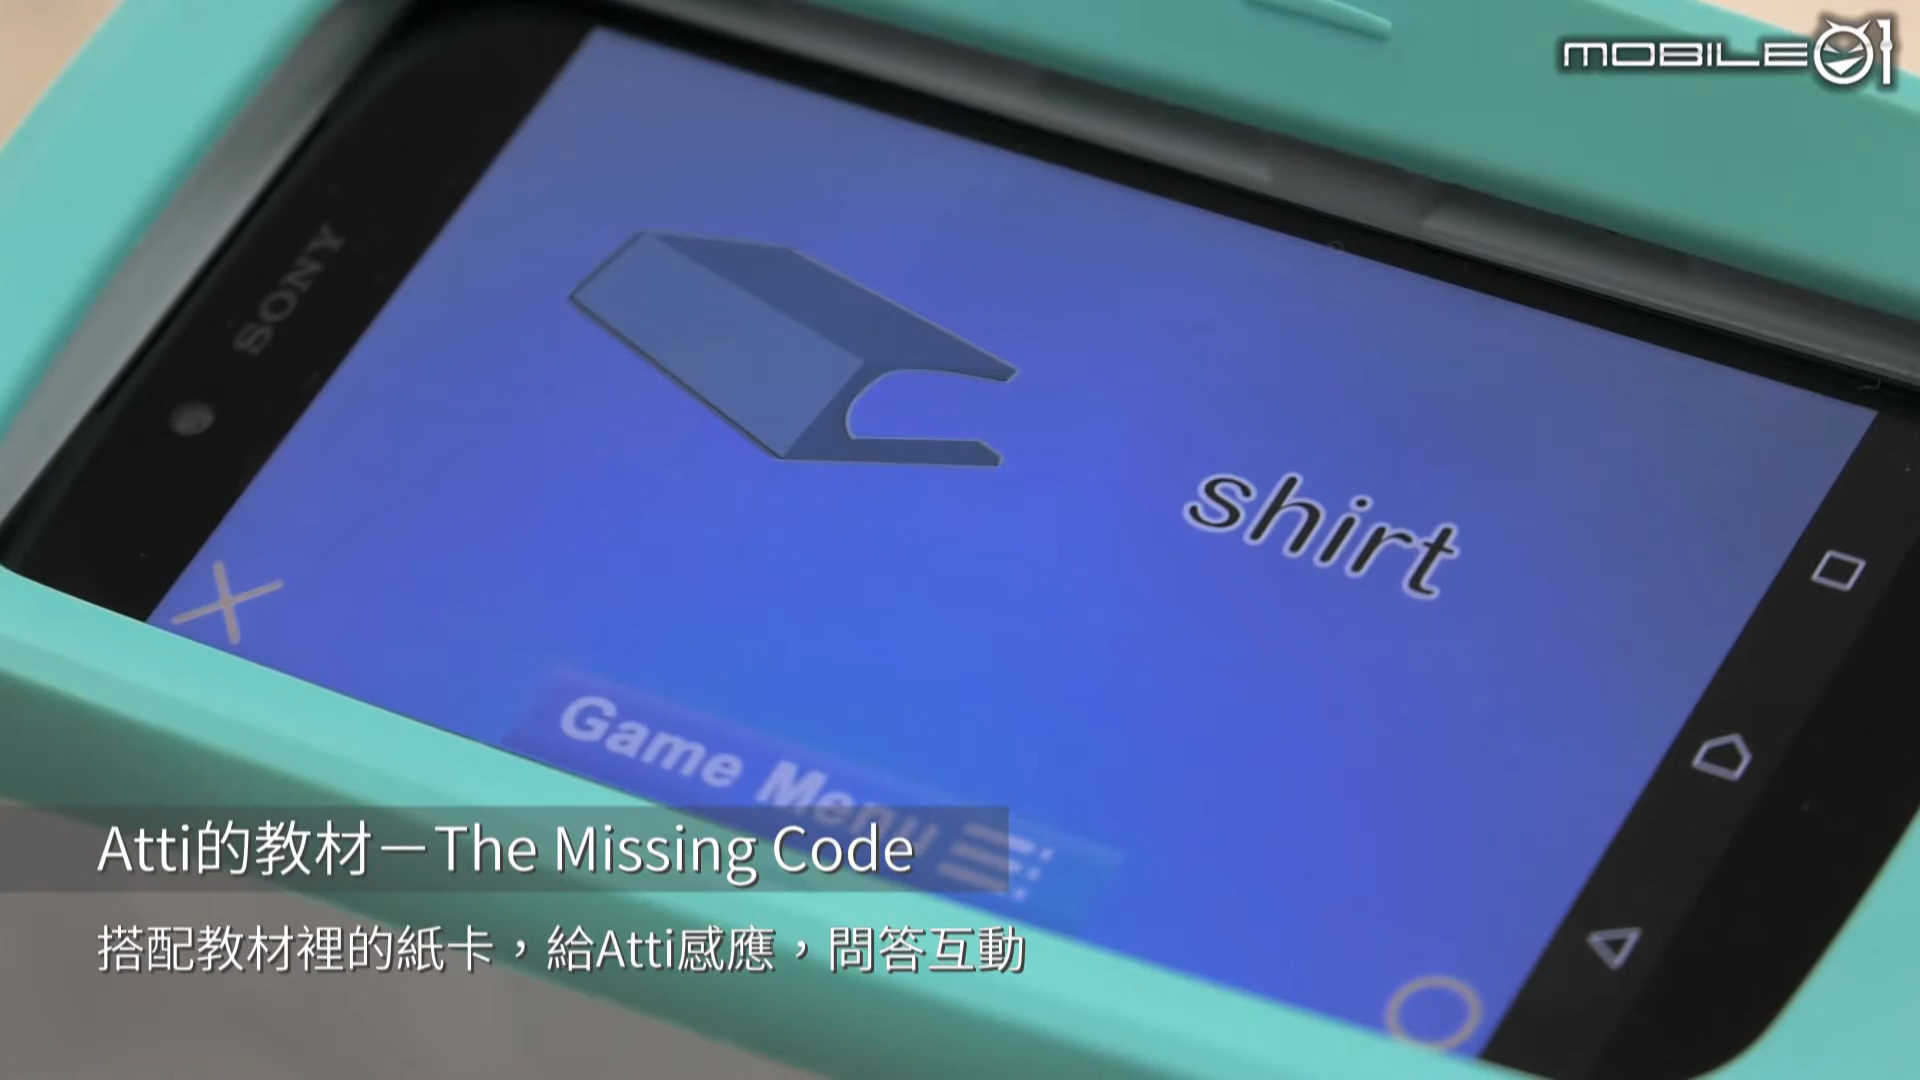 MOBILE01
SONY
shirt
Game Menu
Atti的教材－The Missing Code
搭配教材裡的紙卡，給Atti感應，問答互動